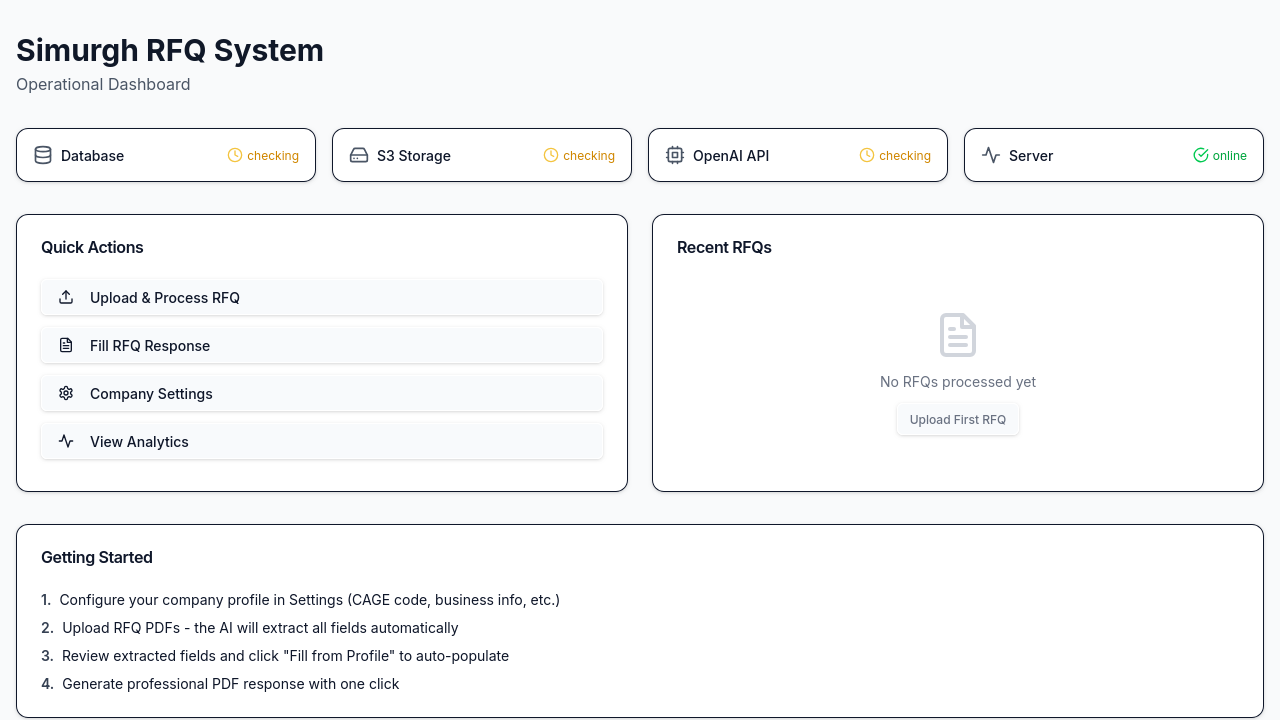 Simurgh RFQ System
Operational Dashboard
Database checking
S3 Storage checking
OpenAI API checking
Server online
Quick Actions
Upload & Process RFQ
Fill RFQ Response
Company Settings
View Analytics
Recent RFQs
No RFQs processed yet
Upload First RFQ
Getting Started
1. Configure your company profile in Settings (CAGE code, business info, etc.)
2. Upload RFQ PDFs - the AI will extract all fields automatically
3. Review extracted fields and click "Fill from Profile" to auto-populate
4. Generate professional PDF response with one click